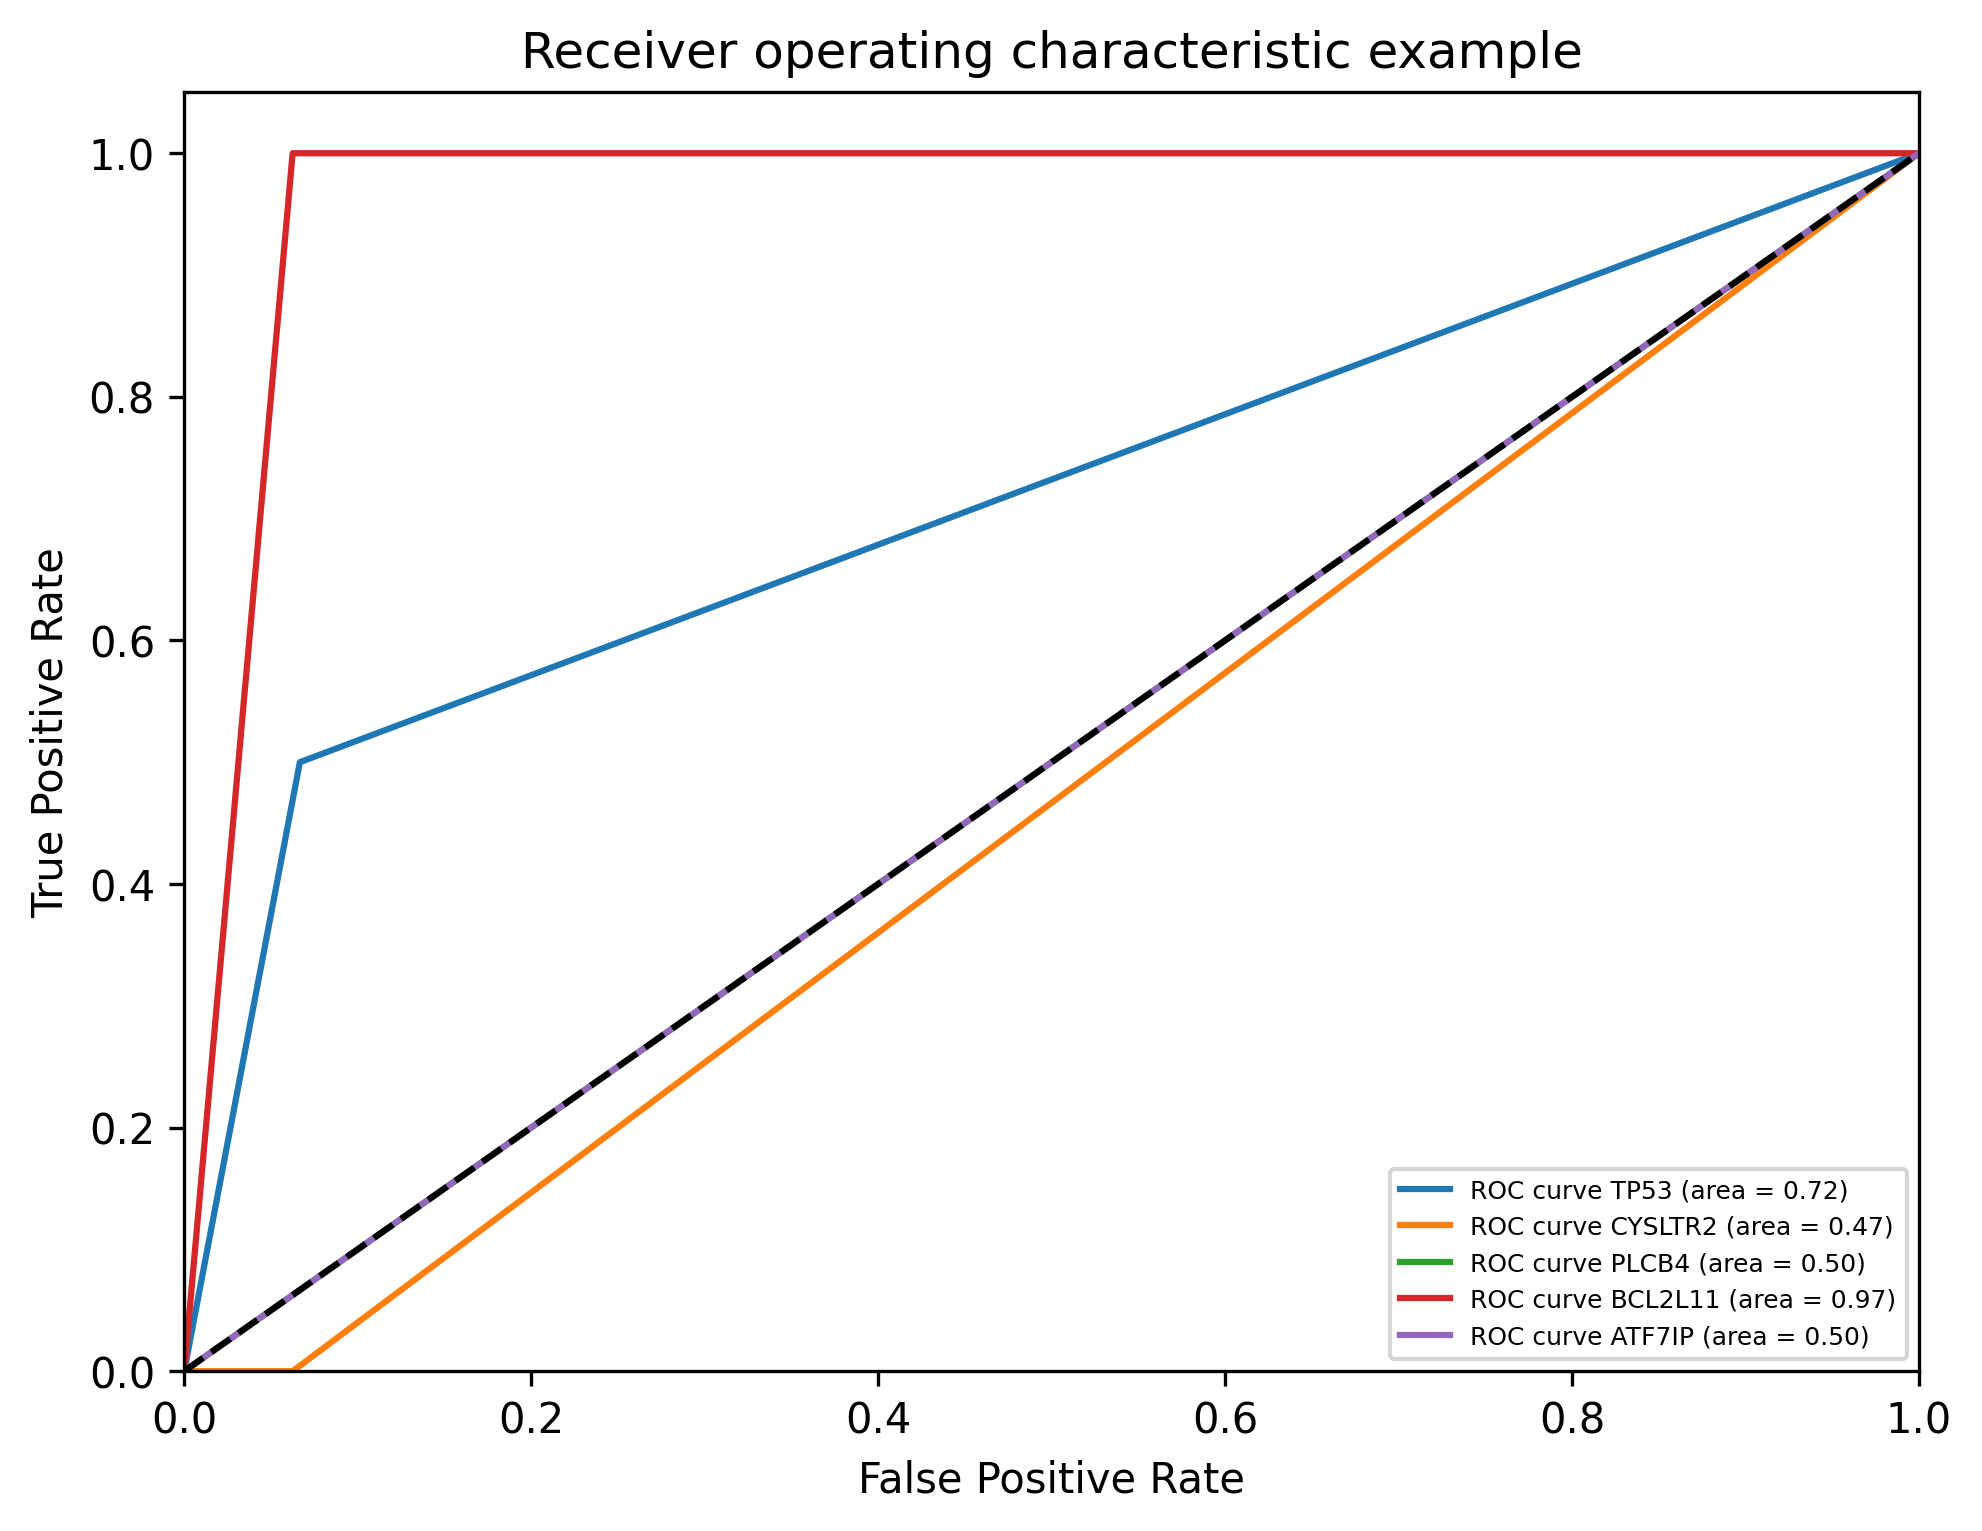 Receiver operating characteristic example
True Positive Rate
1.0
0.8
0.6
0.4
0.2
0.0
ROC curve TP53 (area = 0.72)
ROC curve CYSLTR2 (area = 0.47)
ROC curve PLCB4 (area = 0.50)
ROC curve BCL2L11 (area = 0.97)
ROC curve ATF7IP (area = 0.50)
0.0 0.2 0.4 0.6 0.8 1.0
False Positive Rate